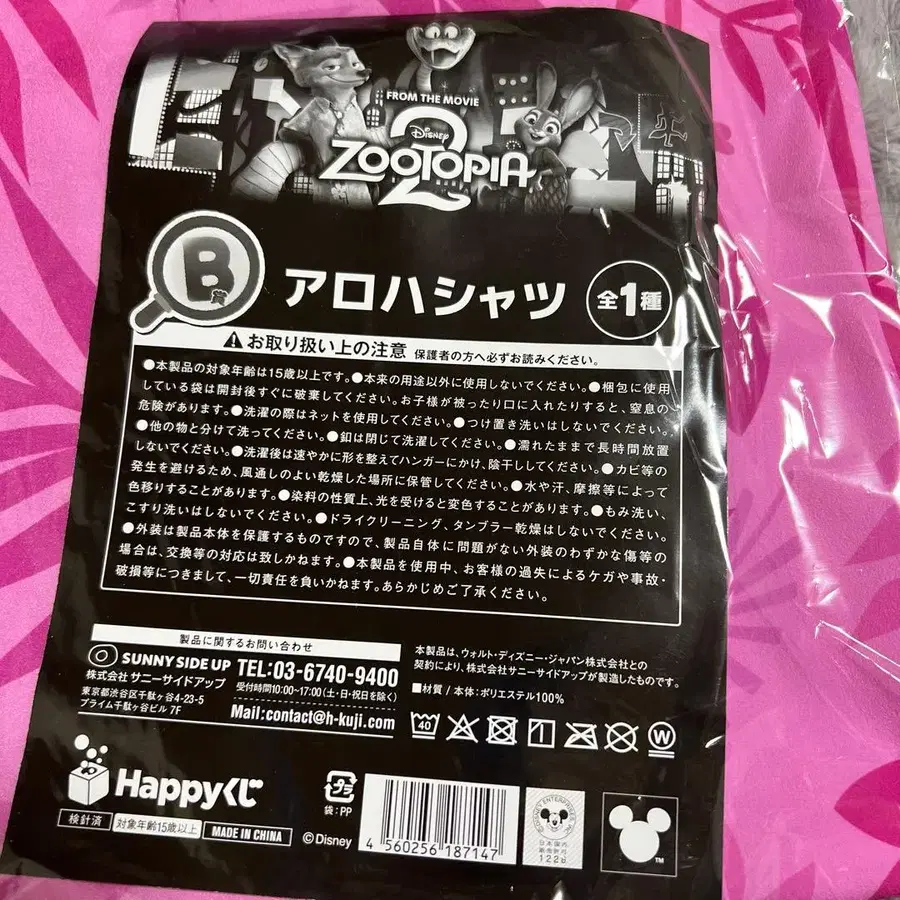 FROM THE MOVIE
Disney
ZOOTOPIA
2
B
アロハシャツ
全1種
お取り扱い上の注意 保護者の方へ必ずお読みください。
●本製品の対象年齢は15歳以上です。●本来の用途以外に使用しないでください。●梱包に使用
している袋は開封後すぐに破棄してください。お子様が被ったり口に入れたりすると、窒息の
危険があります。●洗濯の際はネットを使用してください。●つけ置き洗いはしないでください。
●他の物と分けて洗ってください。●釦は閉じて洗濯してください。●濡れたままで長時間放置
しないでください。●洗濯後は速やかに形を整えてハンガーにかけ、陰干ししてください。●カビ等の
発生を避けるため、風通しのよい乾燥した場所に保管してください。●水や汗、摩擦等によって
色移りすることがあります。●染料の性質上、光を受けると変色することがあります。●もみ洗い、
こすり洗いはしないでください。●ドライクリーニング、タンブラー乾燥はしないでください。
●外装は製品本体を保護するものですので、製品自体に問題がない外装のわずかな傷等の
場合は、交換等の対応は致しかねます。●本製品を使用中、お客様の過失によるケガや事故・
破損等につきまして、一切責任を負いかねます。あらかじめご了承ください。
製品に関するお問い合わせ
SUNNY SIDE UP
株式会社サニーサイドアップ
東京都渋谷区千駄ヶ谷4-23-5
プライム千駄ヶ谷ビル 7F
TEL:03-6740-9400
受付時間10:00~17:00(土・日・祝日を除く)
Mail:contact@h-kuji.com
本製品は、ウォルト・ディズニー・ジャパン株式会社との
契約により、株式会社サニーサイドアップが製造したものです。
■材質 / 本体:ポリエステル100%
40
W
Happyくじ
検針済
対象年齢15歳以上
MADE IN CHINA
プラ
袋:PP
©Disney
4 560256 187147
日本国内
122b
TM